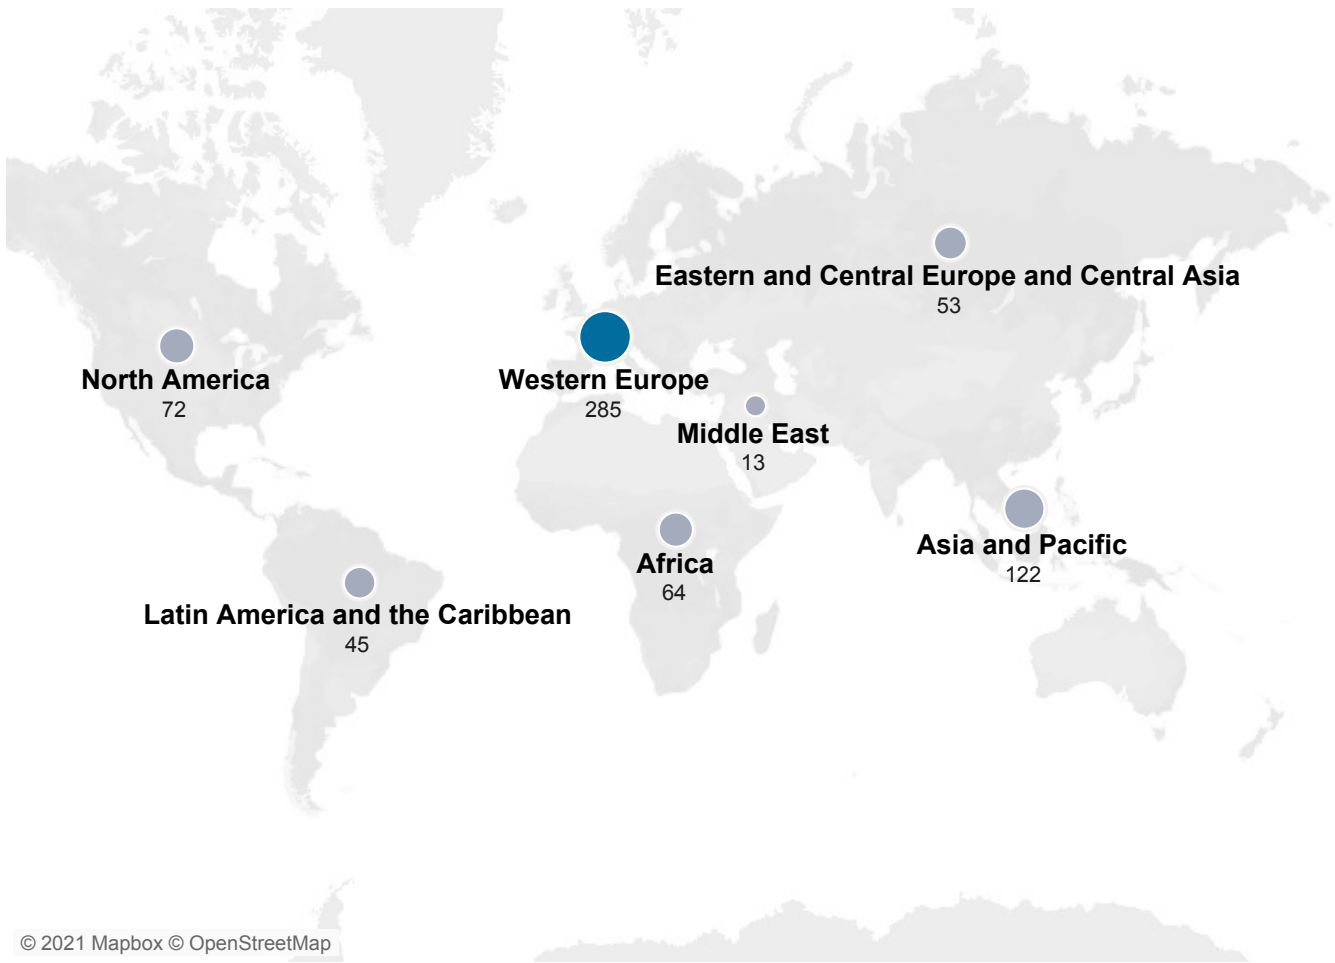 Eastern and Central Europe and Central Asia
53
North America
72
Western Europe
285
Middle East
13
Asia and Pacific
122
Africa
64
Latin America and the Caribbean
45
© 2021 Mapbox © OpenStreetMap